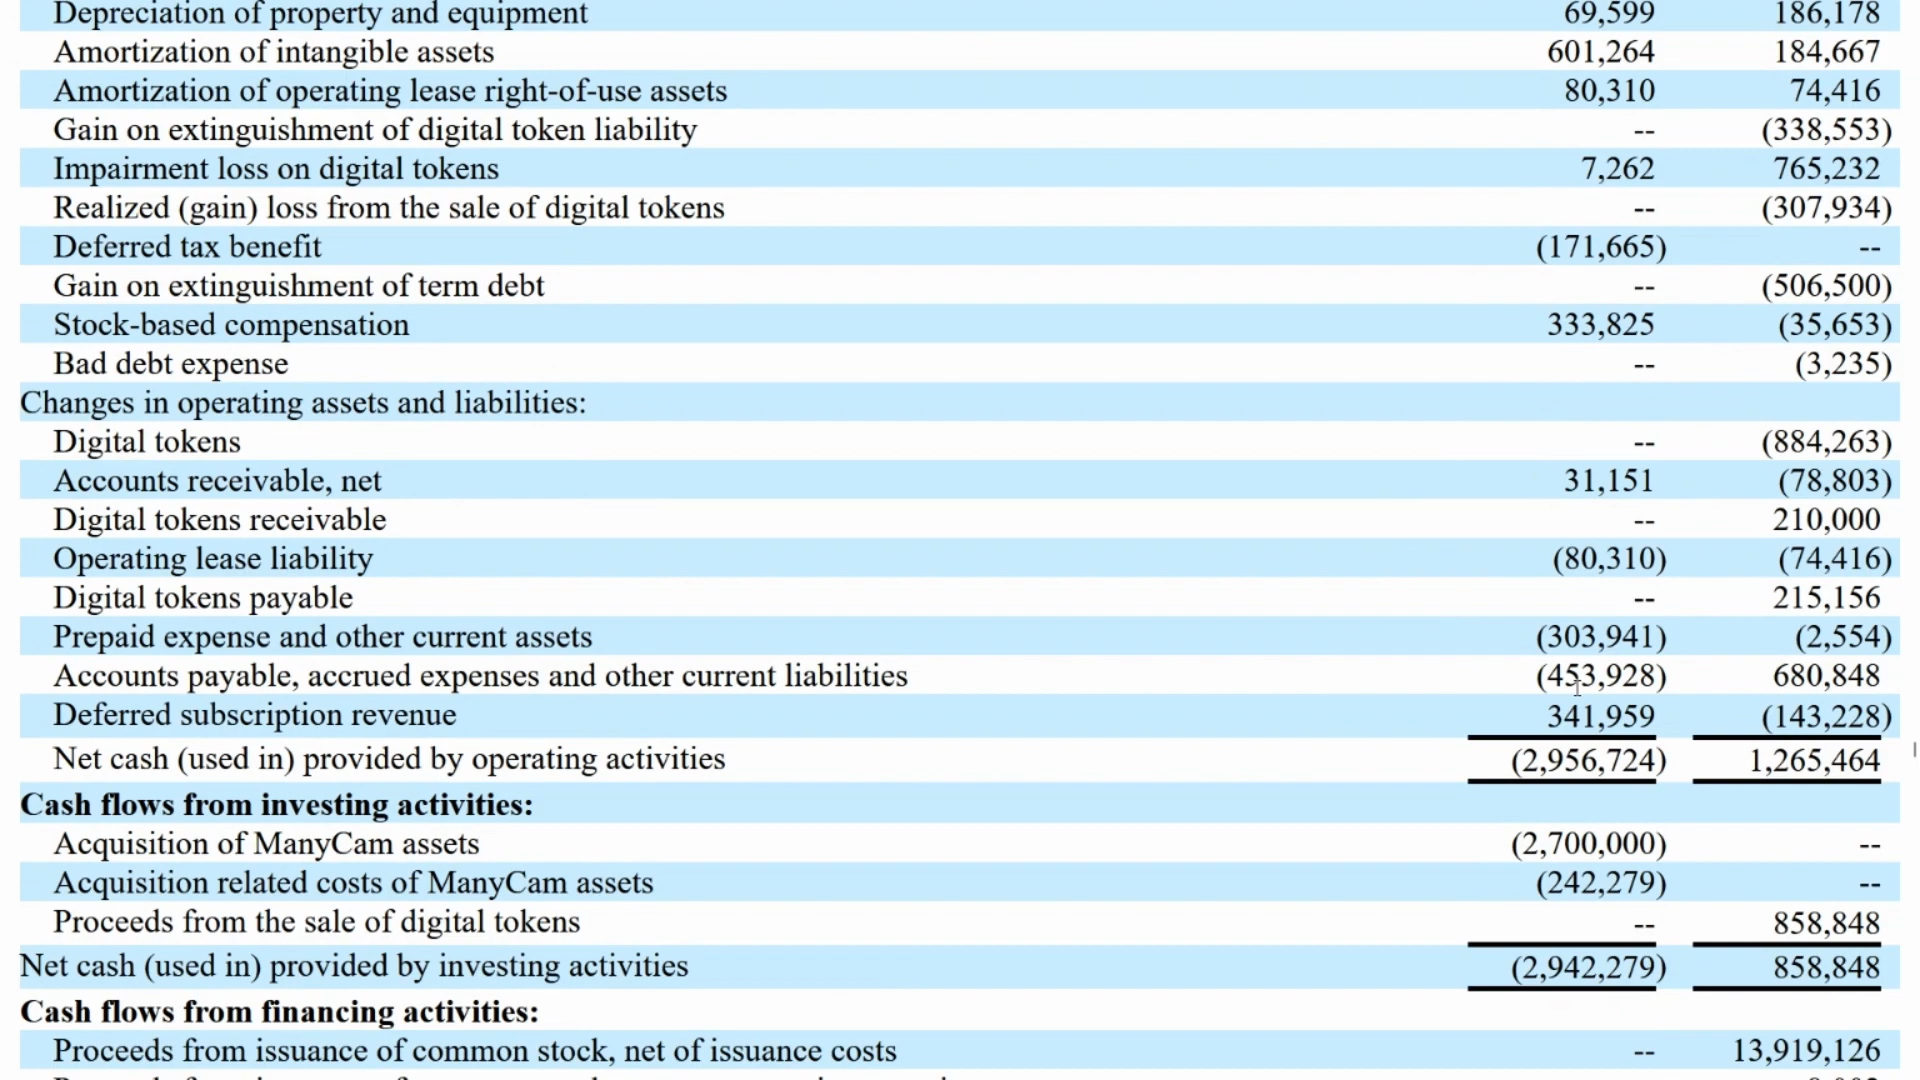 Depreciation of property and equipment 69,599 186,178
Amortization of intangible assets 601,264 184,667
Amortization of operating lease right-of-use assets 80,310 74,416
Gain on extinguishment of digital token liability -- (338,553)
Impairment loss on digital tokens 7,262 765,232
Realized (gain) loss from the sale of digital tokens -- (307,934)
Deferred tax benefit (171,665) --
Gain on extinguishment of term debt -- (506,500)
Stock-based compensation 333,825 (35,653)
Bad debt expense -- (3,235)
Changes in operating assets and liabilities:
Digital tokens -- (884,263)
Accounts receivable, net 31,151 (78,803)
Digital tokens receivable -- 210,000
Operating lease liability (80,310) (74,416)
Digital tokens payable -- 215,156
Prepaid expense and other current assets (303,941) (2,554)
Accounts payable, accrued expenses and other current liabilities (453,928) 680,848
Deferred subscription revenue 341,959 (143,228)
Net cash (used in) provided by operating activities (2,956,724) 1,265,464
Cash flows from investing activities:
Acquisition of ManyCam assets (2,700,000) --
Acquisition related costs of ManyCam assets (242,279) --
Proceeds from the sale of digital tokens -- 858,848
Net cash (used in) provided by investing activities (2,942,279) 858,848
Cash flows from financing activities:
Proceeds from issuance of common stock, net of issuance costs -- 13,919,126